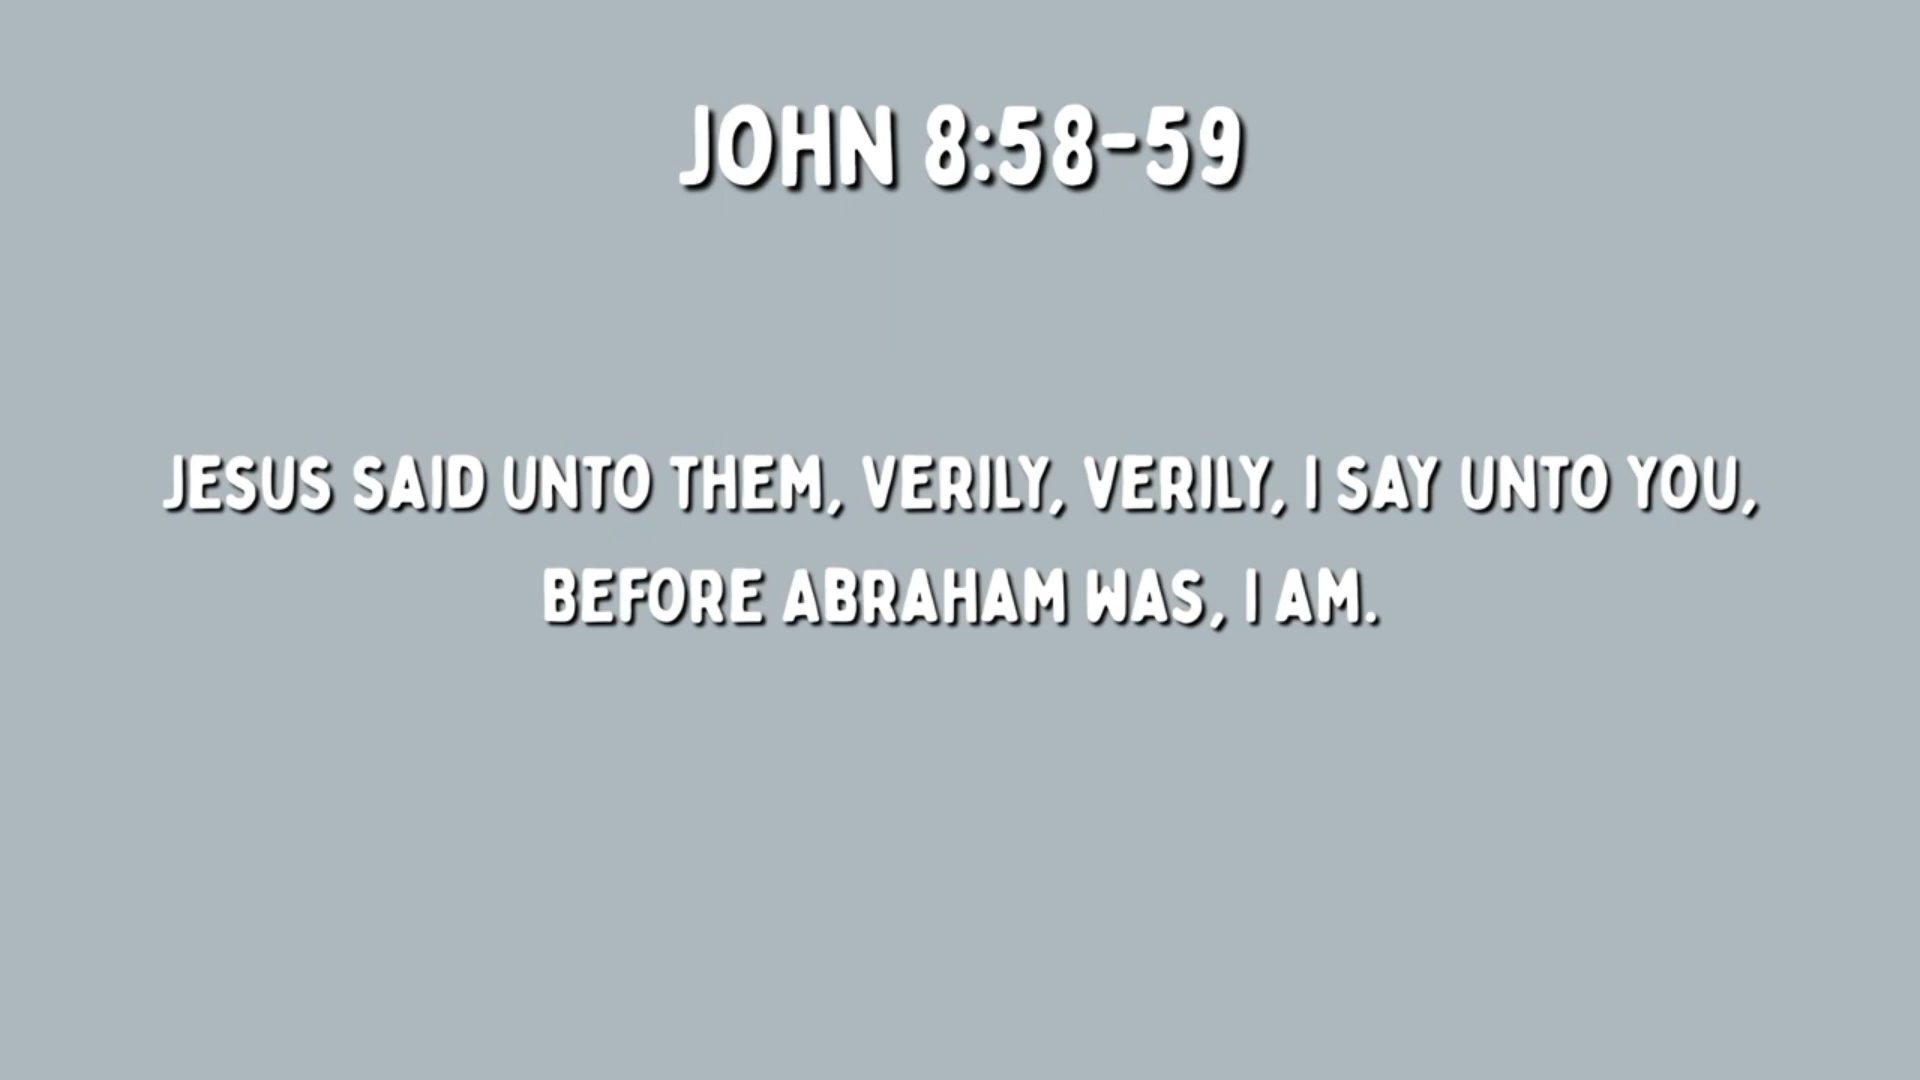 JOHN 8:58-59
JESUS SAID UNTO THEM, VERILY, VERILY, I SAY UNTO YOU,
BEFORE ABRAHAM WAS, I AM.